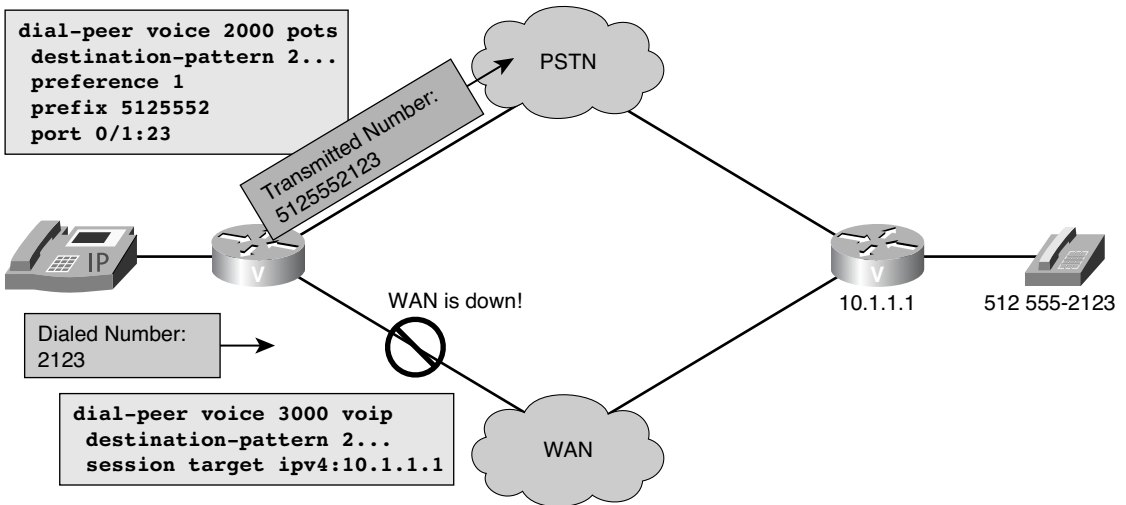 dial-peer voice 2000 pots
destination-pattern 2...
preference 1
prefix 5125552
port 0/1:23
PSTN
Transmitted Number:
5125552123
IP
V
V
10.1.1.1
512 555-2123
WAN is down!
Dialed Number:
2123
dial-peer voice 3000 voip
destination-pattern 2...
session target ipv4:10.1.1.1
WAN